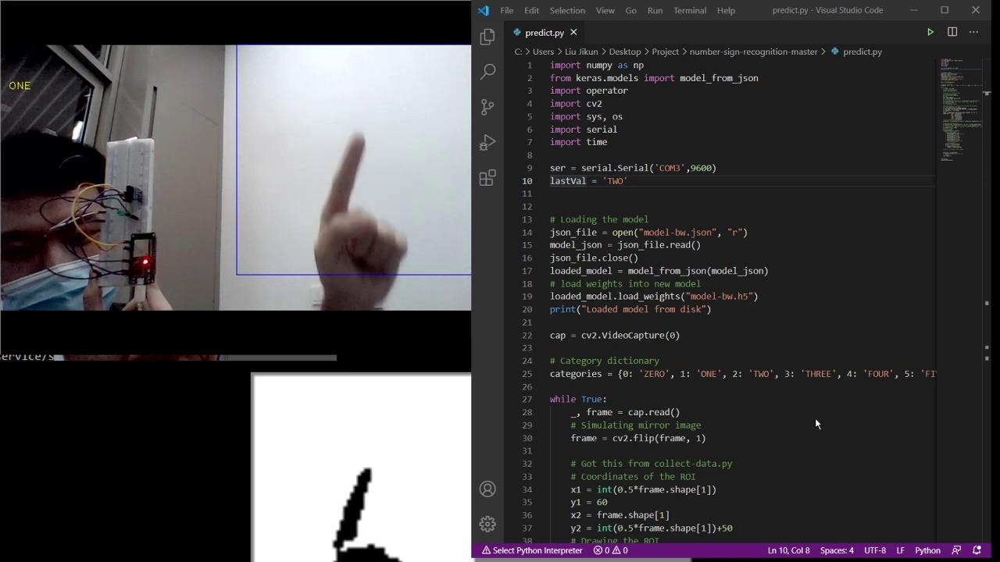 File Edit Selection View Go Run Terminal Help predict.py - Visual Studio Code
predict.py
C: > Users > Liu Jikun > Desktop > Project > number-sign-recognition-master > predict.py
ONE
1 import numpy as np
2 from keras.models import model_from_json
3 import operator
4 import cv2
5 import sys, os
6 import serial
7 import time
8
9 ser = serial.Serial('COM3',9600)
10 lastVal = 'TWO'
11
12
13 # Loading the model
14 json_file = open("model-bw.json", "r")
15 model_json = json_file.read()
16 json_file.close()
17 loaded_model = model_from_json(model_json)
18 # load weights into new model
19 loaded_model.load_weights("model-bw.h5")
20 print("Loaded model from disk")
21
22 cap = cv2.VideoCapture(0)
23
24 # Category dictionary
25 categories = {0: 'ZERO', 1: 'ONE', 2: 'TWO', 3: 'THREE', 4: 'FOUR', 5: 'FI
26
27 while True:
28 _, frame = cap.read()
29 # Simulating mirror image
30 frame = cv2.flip(frame, 1)
31
32 # Got this from collect-data.py
33 # Coordinates of the ROI
34 x1 = int(0.5*frame.shape[1])
35 y1 = 60
36 x2 = frame.shape[1]
37 y2 = int(0.5*frame.shape[1])+50
38 # Drawing the ROI
ervice/s
Select Python Interpreter 0 0 Ln 10, Col 8 Spaces: 4 UTF-8 LF Python